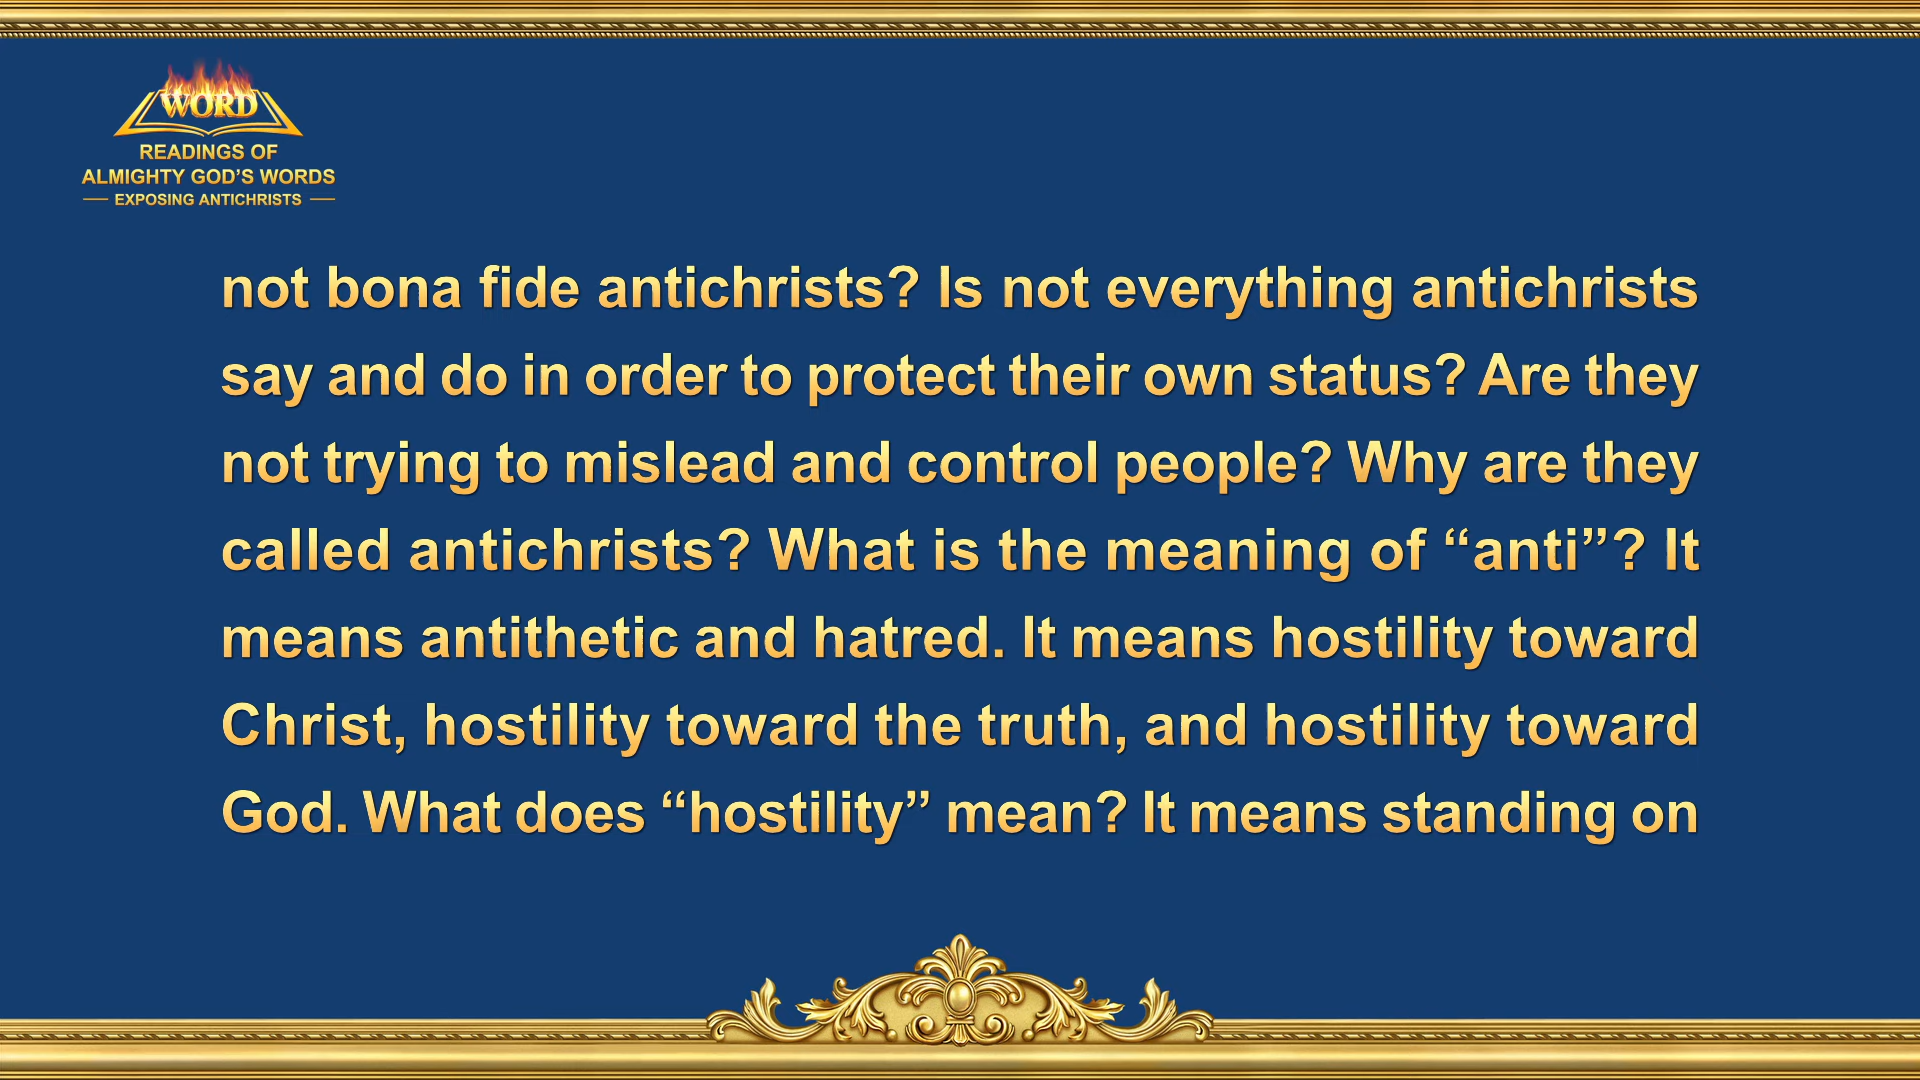 WORD
READINGS OF
ALMIGHTY GOD’S WORDS
EXPOSING ANTICHRISTS
not bona fide antichrists? Is not everything antichrists
say and do in order to protect their own status? Are they
not trying to mislead and control people? Why are they
called antichrists? What is the meaning of “anti”? It
means antithetic and hatred. It means hostility toward
Christ, hostility toward the truth, and hostility toward
God. What does “hostility” mean? It means standing on